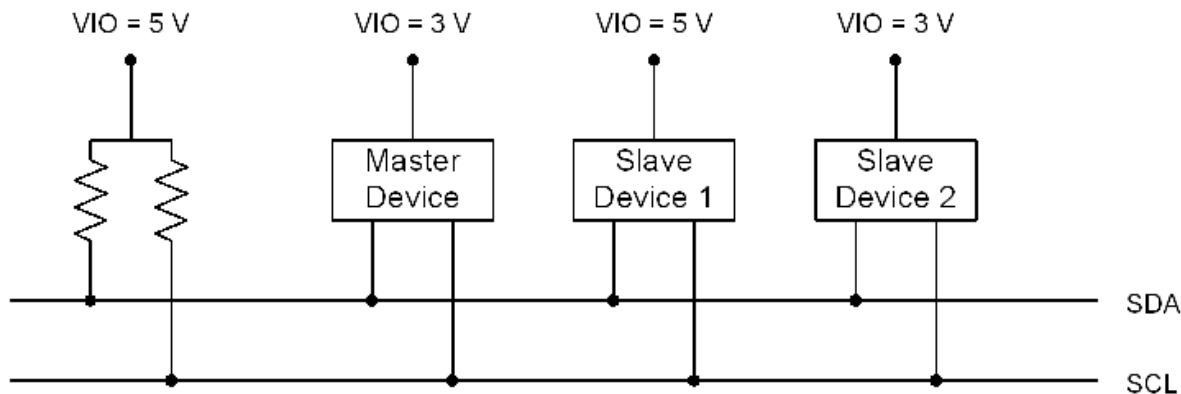 VIO = 5 V
VIO = 3 V
VIO = 5 V
VIO = 3 V
Master
Device
Slave
Device 1
Slave
Device 2
SDA
SCL